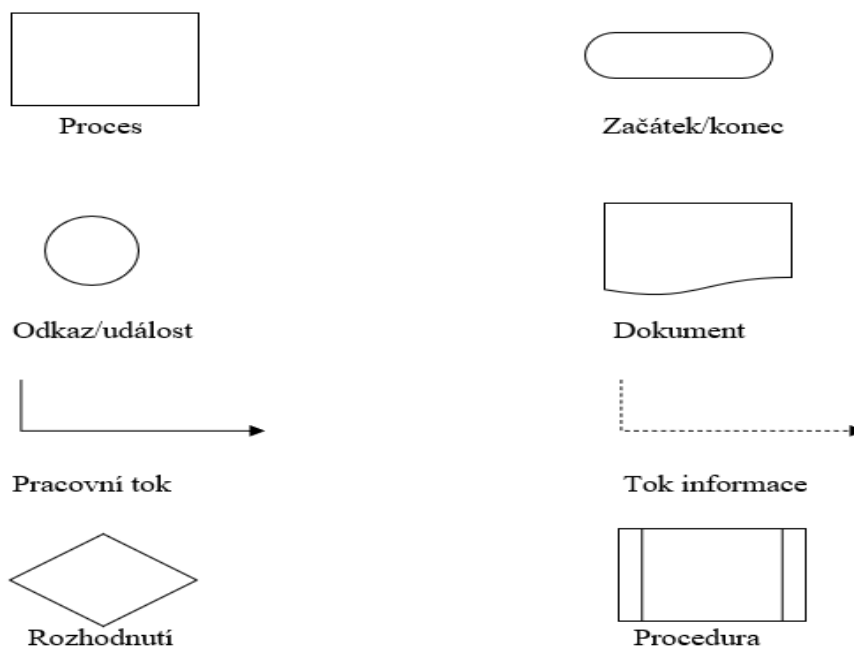 Proces
Začátek/konec
Odkaz/událost
Dokument
Pracovní tok
Tok informace
Rozhodnutí
Procedura